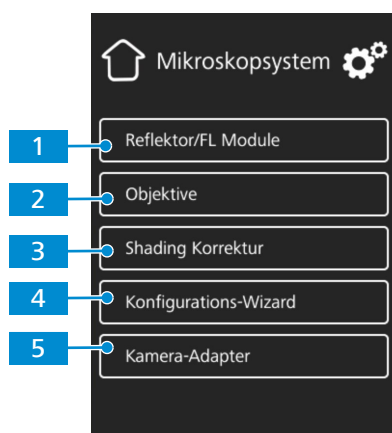 Mikroskopsystem
1 Reflektor/FL Module
2 Objektive
3 Shading Korrektur
4 Konfigurations-Wizard
5 Kamera-Adapter